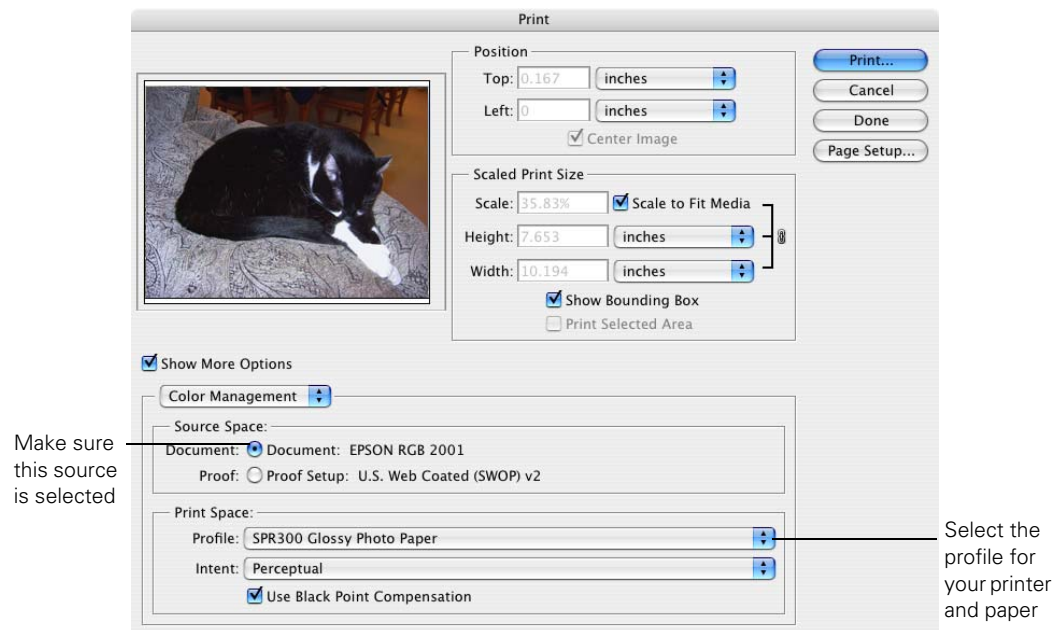 Print
Position
Top: 0.167 inches
Left: 0 inches
Center Image
Print...
Cancel
Done
Page Setup...
Scaled Print Size
Scale: 35.83% Scale to Fit Media
Height: 7.653 inches
Width: 10.194 inches
Show Bounding Box
Print Selected Area
Show More Options
Color Management
Source Space:
Document: Document: EPSON RGB 2001
Proof: Proof Setup: U.S. Web Coated (SWOP) v2
Make sure
this source
is selected
Print Space:
Profile: SPR300 Glossy Photo Paper
Intent: Perceptual
Use Black Point Compensation
Select the
profile for
your printer
and paper